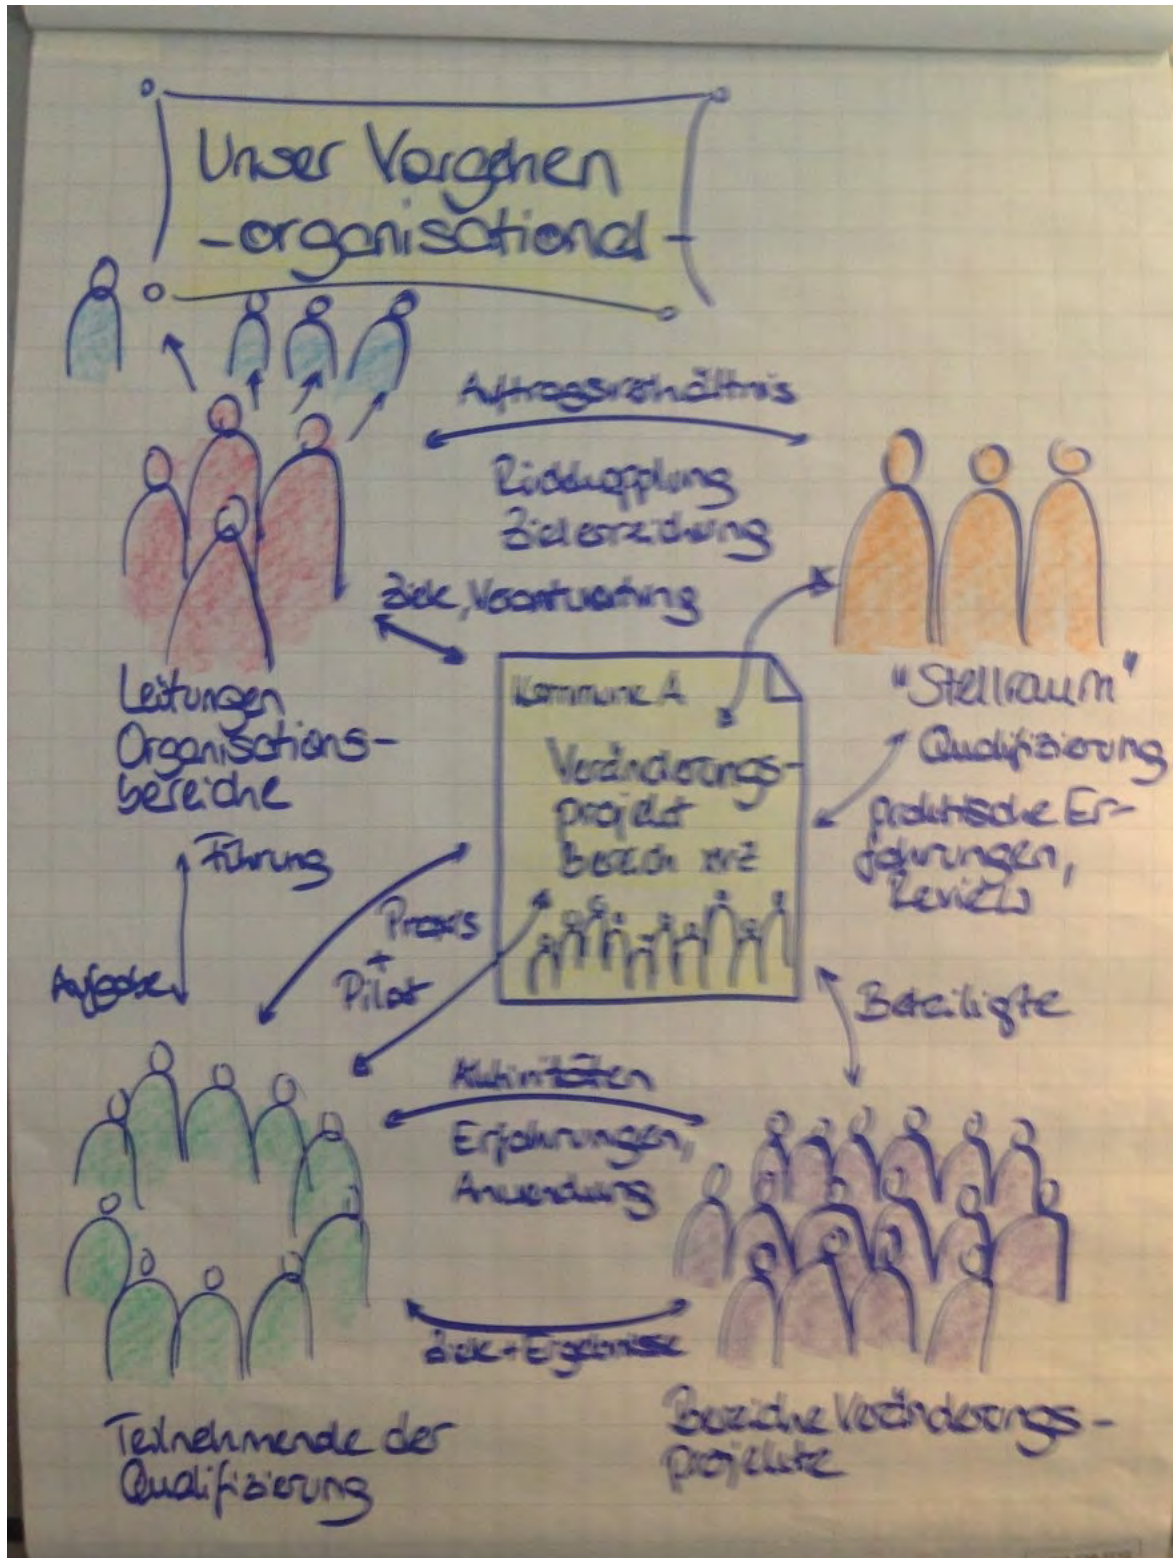 Unser Vorgehen
-organisational-
Auftragsverhältnis
Rückkopplung
Zielerreichung
Ziele, Verantwortung
Leitungen
Organisations-
bereiche
Kommune A
Veränderungs-
projekt
Bereich xyz
"Stellraum"
Qualifizierung
praktische Er-
fahrungen,
Review
Führung
Aufgabe
Praxis
+
Pilot
Beteiligte
Aktivitäten
Erfahrungen,
Anwendung
Ziele + Ergebnisse
Teilnehmende der
Qualifizierung
Bereiche Veränderungs-
projekte